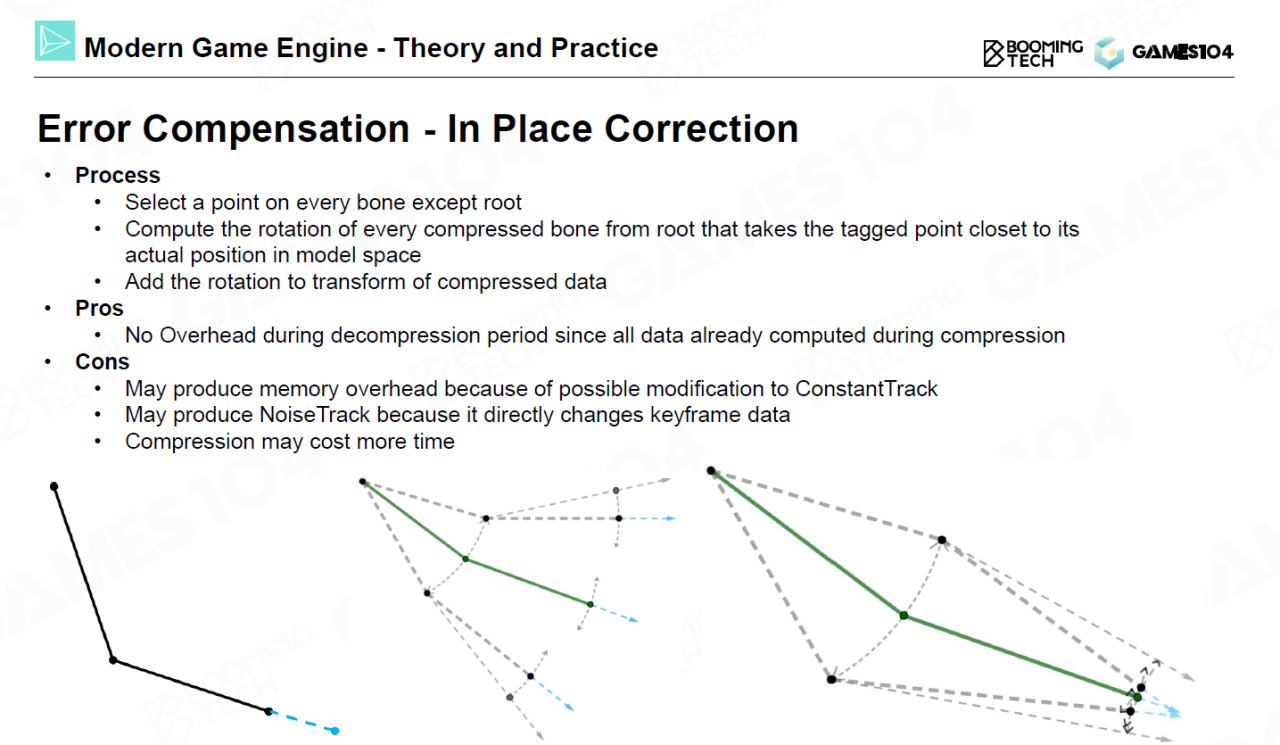 Modern Game Engine - Theory and Practice
BOOMING
TECH
GAMES104
Error Compensation - In Place Correction
• Process
• Select a point on every bone except root
• Compute the rotation of every compressed bone from root that takes the tagged point closet to its
actual position in model space
• Add the rotation to transform of compressed data
• Pros
• No Overhead during decompression period since all data already computed during compression
• Cons
• May produce memory overhead because of possible modification to ConstantTrack
• May produce NoiseTrack because it directly changes keyframe data
• Compression may cost more time